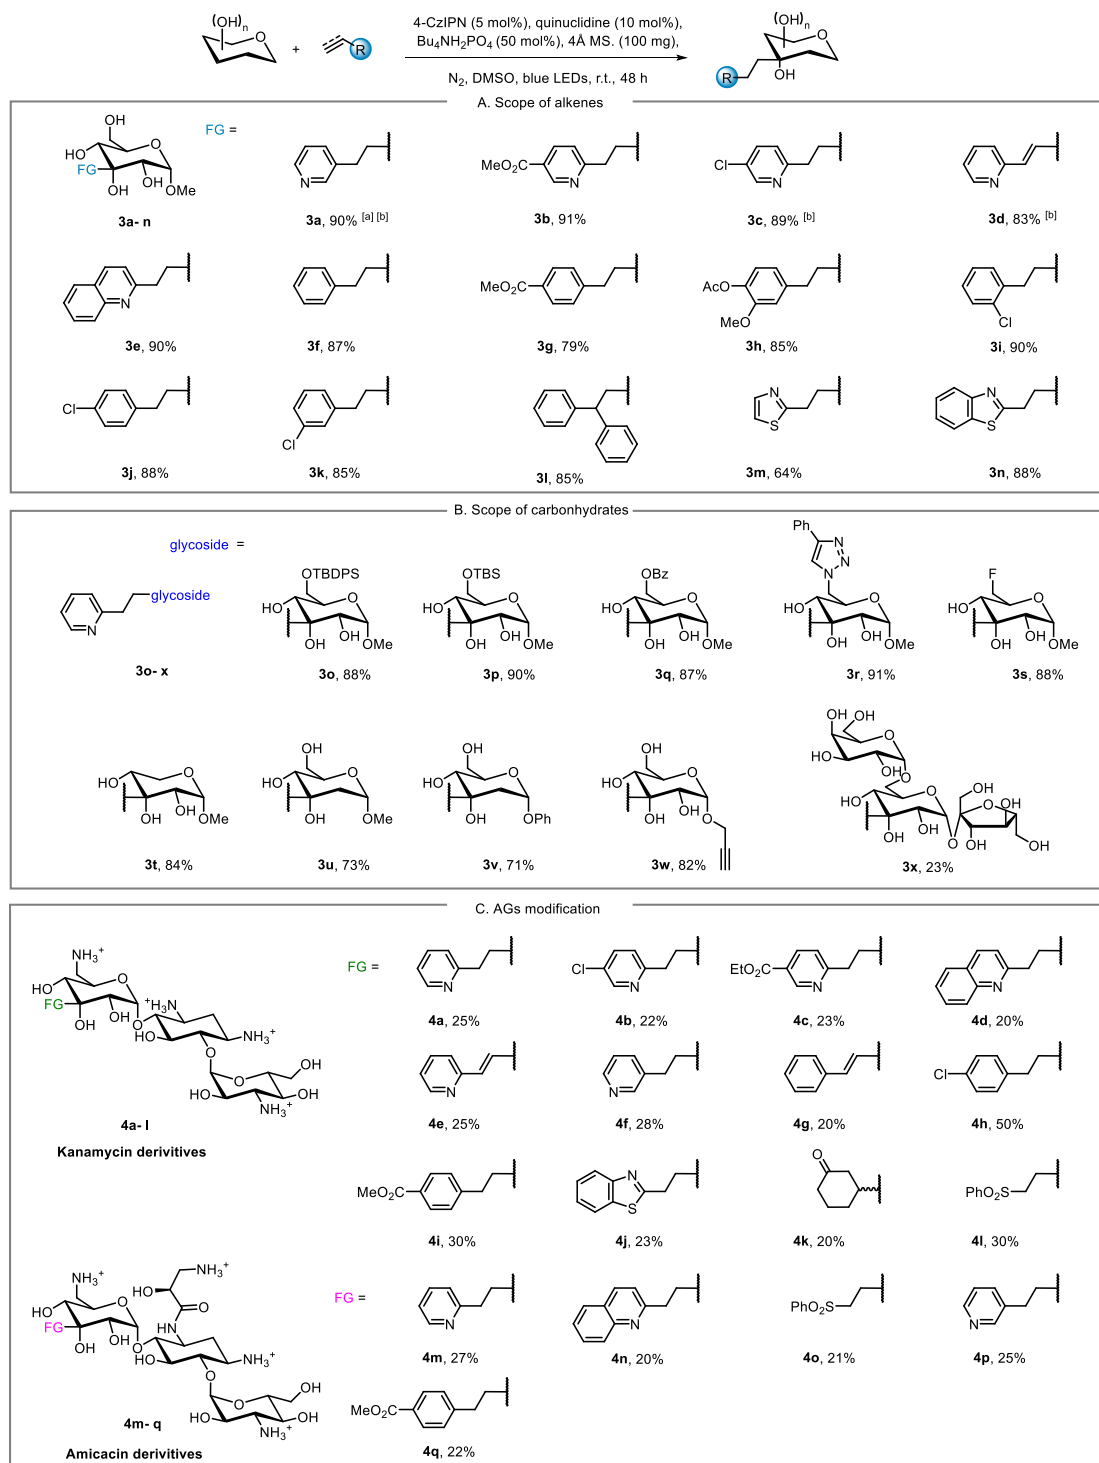 (OH)n
O
+
R
4-CzIPN (5 mol%), quinuclidine (10 mol%),
Bu4NH2PO4 (50 mol%), 4Å MS. (100 mg),
N2, DMSO, blue LEDs, r.t., 48 h
(OH)n
O
R
OH
A. Scope of alkenes
FG =
OH
HO
O
FG
OH
OH
OMe
3a- n
N
3a, 90% [a] [b]
MeO2C
N
3b, 91%
Cl
N
3c, 89% [b]
N
3d, 83% [b]
N
3e, 90%
3f, 87%
MeO2C
3g, 79%
AcO
MeO
3h, 85%
Cl
3i, 90%
Cl
3j, 88%
Cl
3k, 85%
3l, 85%
N
S
3m, 64%
N
S
3n, 88%
B. Scope of carbonhydrates
glycoside =
glycoside
N
3o- x
OTBDPS
HO
O
OH
OH
OMe
3o, 88%
OTBS
HO
O
OH
OH
OMe
3p, 90%
OBz
HO
O
OH
OH
OMe
3q, 87%
Ph
N
N
N
HO
O
OH
OH
OMe
3r, 91%
F
HO
O
OH
OH
OMe
3s, 88%
HO
O
OH
OH
OMe
3t, 84%
OH
HO
O
OH
OMe
3u, 73%
OH
HO
O
OH
OPh
3v, 71%
OH
HO
O
OH
OH
O
3w, 82%
OH
OH
O
HO
OH
O
HO
O
OH
OH
O
HO
O
OH
OH
OH
3x, 23%
C. AGs modification
NH3+
HO
O
FG
OH
OH
O
+H3N
HO
NH3+
O
O
OH
HO
OH
NH3+
4a- l
Kanamycin derivitives
FG =
N
4a, 25%
Cl
N
4b, 22%
EtO2C
N
4c, 23%
N
4d, 20%
N
4e, 25%
N
4f, 28%
4g, 20%
Cl
4h, 50%
MeO2C
4i, 30%
N
S
4j, 23%
O
4k, 20%
PhO2S
4l, 30%
NH3+
HO
O
FG
OH
OH
O
NH3+
HO
O
HN
HO
NH3+
O
O
OH
HO
OH
NH3+
4m- q
Amicacin derivitives
FG =
N
4m, 27%
N
4n, 20%
PhO2S
4o, 21%
N
4p, 25%
MeO2C
4q, 22%